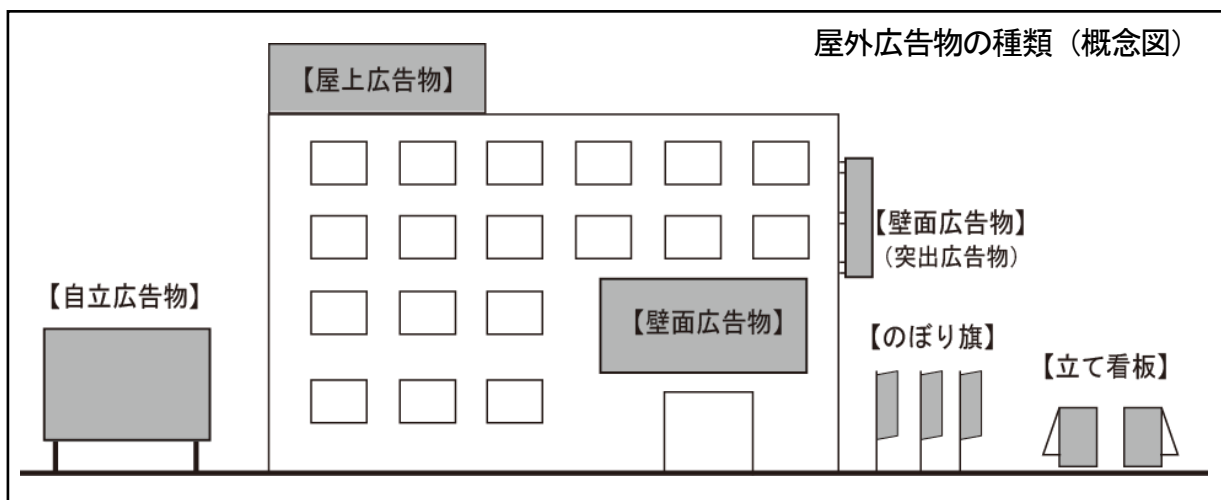 屋外広告物の種類（概念図）
【屋上広告物】
【壁面広告物】
（突出広告物）
【自立広告物】
【壁面広告物】
【のぼり旗】
【立て看板】